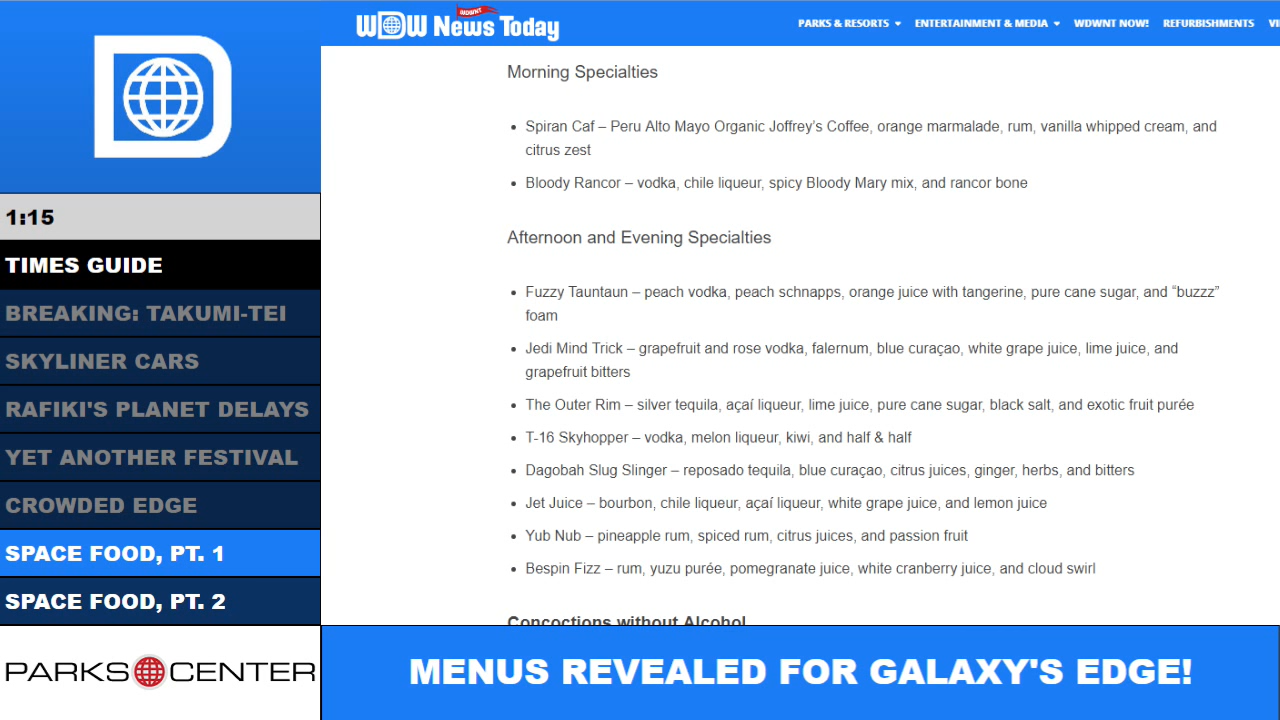 WDWNT
WDW News Today
PARKS & RESORTS
ENTERTAINMENT & MEDIA
WDWNT NOW!
REFURBISHMENTS
VI
1:15
TIMES GUIDE
BREAKING: TAKUMI-TEI
SKYLINER CARS
RAFIKI'S PLANET DELAYS
YET ANOTHER FESTIVAL
CROWDED EDGE
SPACE FOOD, PT. 1
SPACE FOOD, PT. 2
PARKS CENTER
Morning Specialties
Spiran Caf – Peru Alto Mayo Organic Joffrey’s Coffee, orange marmalade, rum, vanilla whipped cream, and
citrus zest
Bloody Rancor – vodka, chile liqueur, spicy Bloody Mary mix, and rancor bone
Afternoon and Evening Specialties
Fuzzy Tauntaun – peach vodka, peach schnapps, orange juice with tangerine, pure cane sugar, and “buzzz”
foam
Jedi Mind Trick – grapefruit and rose vodka, falernum, blue curaçao, white grape juice, lime juice, and
grapefruit bitters
The Outer Rim – silver tequila, açaí liqueur, lime juice, pure cane sugar, black salt, and exotic fruit purée
T-16 Skyhopper – vodka, melon liqueur, kiwi, and half & half
Dagobah Slug Slinger – reposado tequila, blue curaçao, citrus juices, ginger, herbs, and bitters
Jet Juice – bourbon, chile liqueur, açaí liqueur, white grape juice, and lemon juice
Yub Nub – pineapple rum, spiced rum, citrus juices, and passion fruit
Bespin Fizz – rum, yuzu purée, pomegranate juice, white cranberry juice, and cloud swirl
Concoctions without Alcohol
MENUS REVEALED FOR GALAXY'S EDGE!